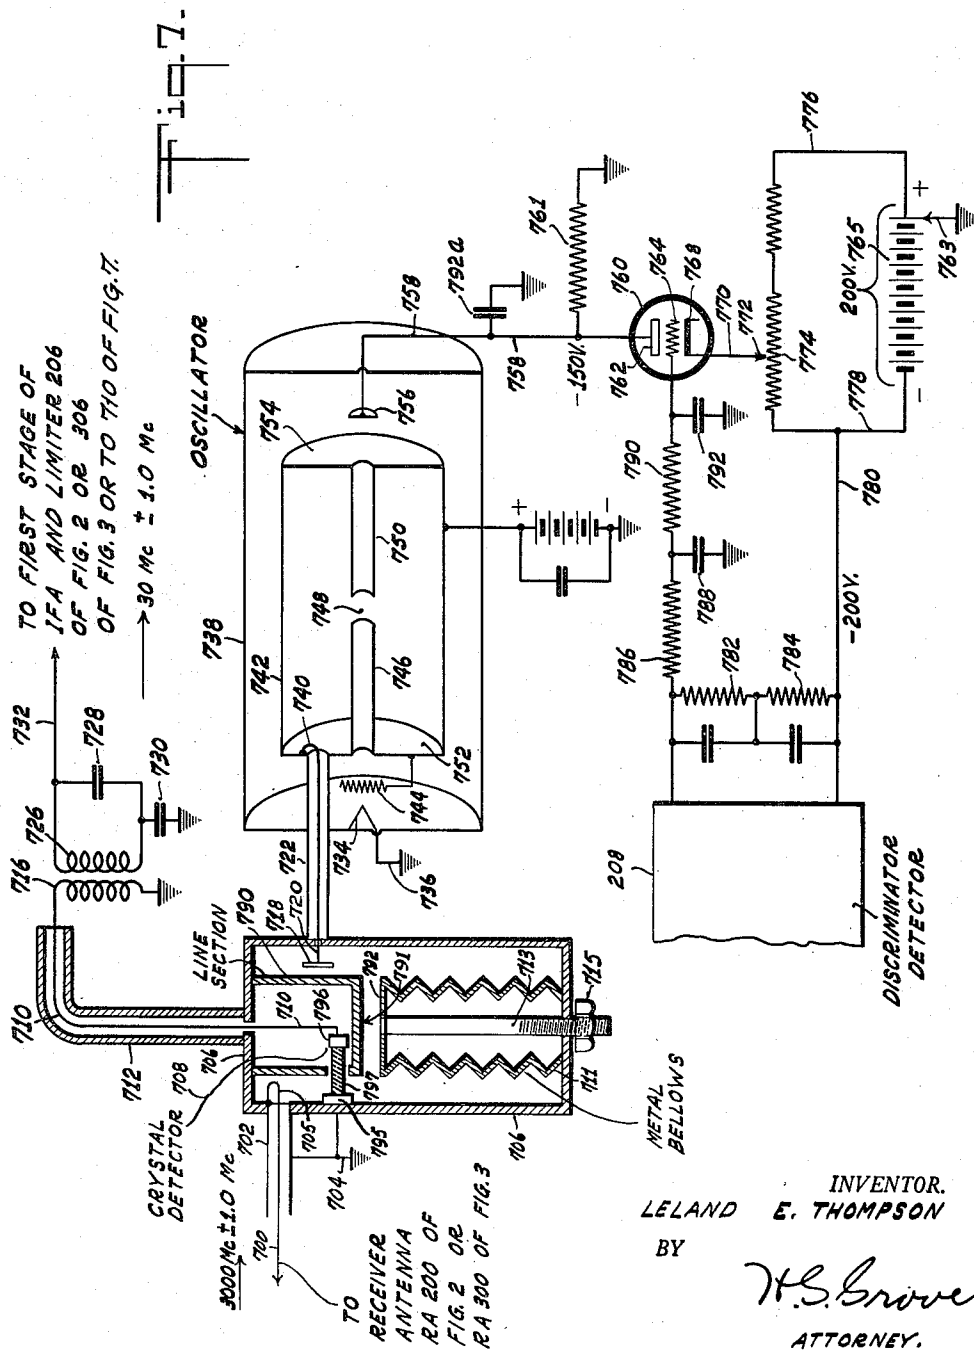 Fig. 7.
TO FIRST STAGE OF
IFA AND LIMITER 206
OF FIG. 2 OR 306
OF FIG. 3 OR TO 710 OF FIG. 7.
30 Mc ± 1.0 Mc
732
728
730
726
716
710
712
706
708
CRYSTAL
DETECTOR
702
3000 Mc ± 1.0 Mc
700
TO
RECEIVER
ANTENNA
RA 200 OF
FIG. 2 OR
RA 300 OF FIG. 3
704
705
795
797
796
710
718
720
790
LINE
SECTION
722
792
791
713
715
711
706
METAL
BELLOWS
OSCILLATOR
738
742
740
754
756
750
748
746
752
744
734
736
+
-
758
792a
758
761
-150V.
760
762
764
768
770
772
774
776
200V.
765
+
763
-
778
780
-200V.
790
792
788
786
782
784
208
DISCRIMINATOR
DETECTOR
INVENTOR.
LELAND E. THOMPSON
BY
H.S. Grover
ATTORNEY.